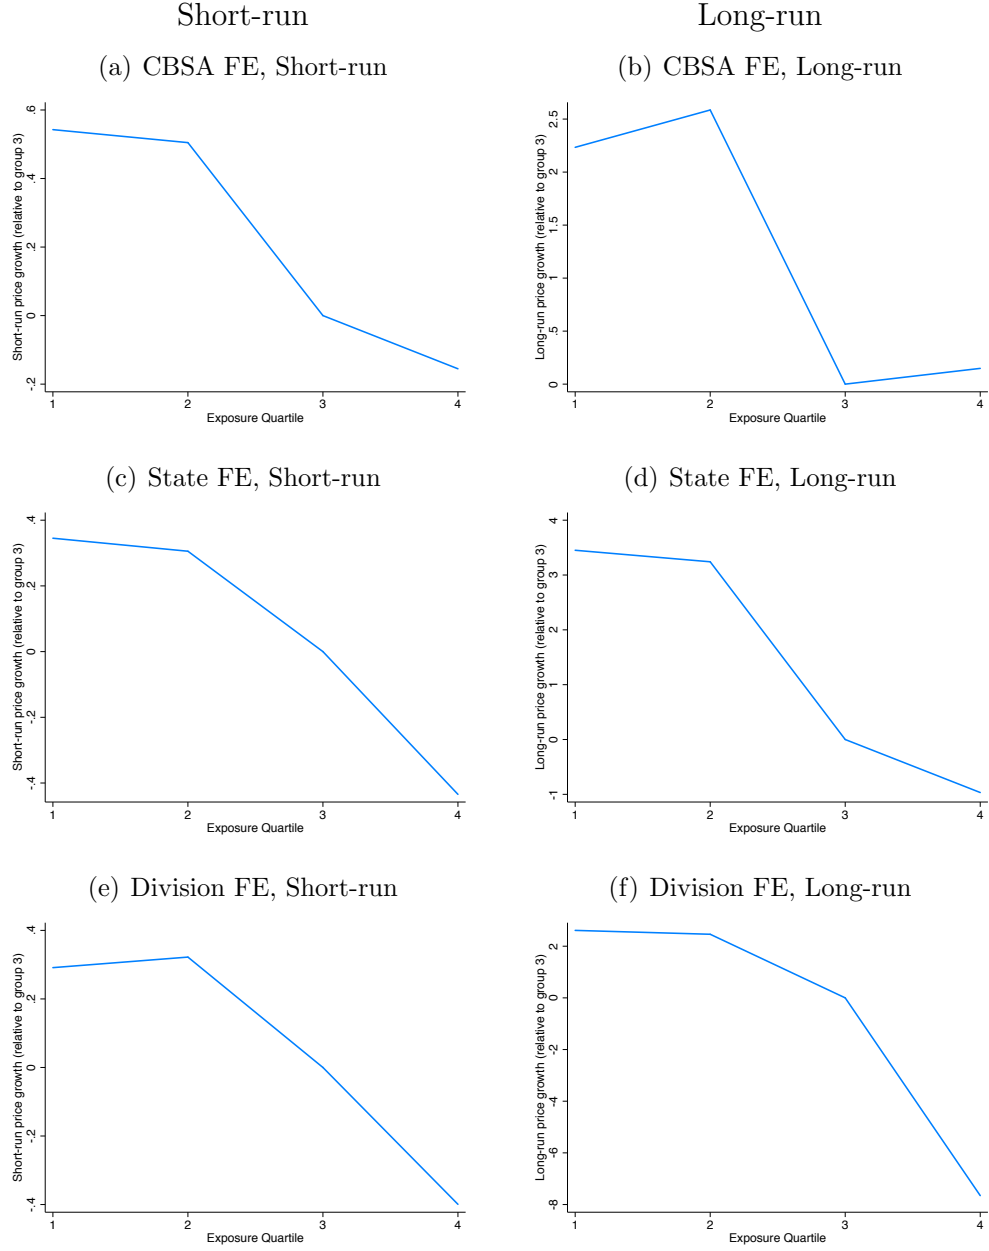 Short-run
Long-run
(a) CBSA FE, Short-run
(b) CBSA FE, Long-run
Short-run price growth (relative to group 3)
.6
.4
.2
0
-.2
1 2 3 4
Exposure Quartile
Long-run price growth (relative to group 3)
2.5
2
1.5
1
.5
0
1 2 3 4
Exposure Quartile
(c) State FE, Short-run
(d) State FE, Long-run
Short-run price growth (relative to group 3)
.4
.2
0
-.2
-.4
1 2 3 4
Exposure Quartile
Long-run price growth (relative to group 3)
4
3
2
1
0
-1
1 2 3 4
Exposure Quartile
(e) Division FE, Short-run
(f) Division FE, Long-run
Short-run price growth (relative to group 3)
.4
.2
0
-.2
-.4
1 2 3 4
Exposure Quartile
Long-run price growth (relative to group 3)
2
0
-2
-4
-6
-8
1 2 3 4
Exposure Quartile